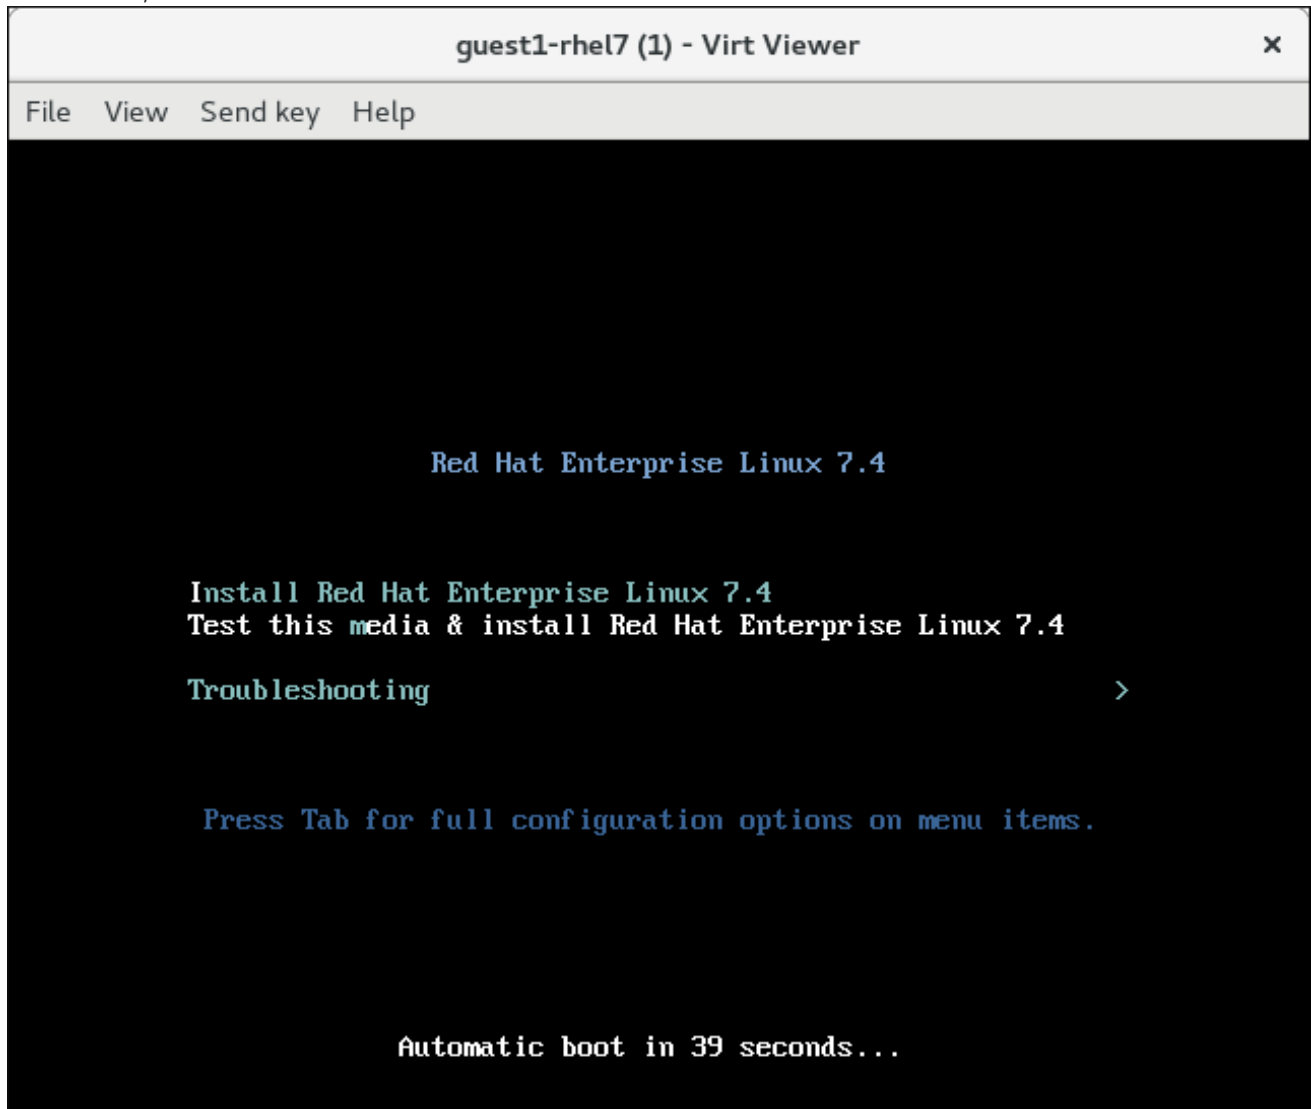 guest1-rhel7 (1) - Virt Viewer ×
File View Send key Help
Red Hat Enterprise Linux 7.4
Install Red Hat Enterprise Linux 7.4
Test this media & install Red Hat Enterprise Linux 7.4
Troubleshooting >
Press Tab for full configuration options on menu items.
Automatic boot in 39 seconds...